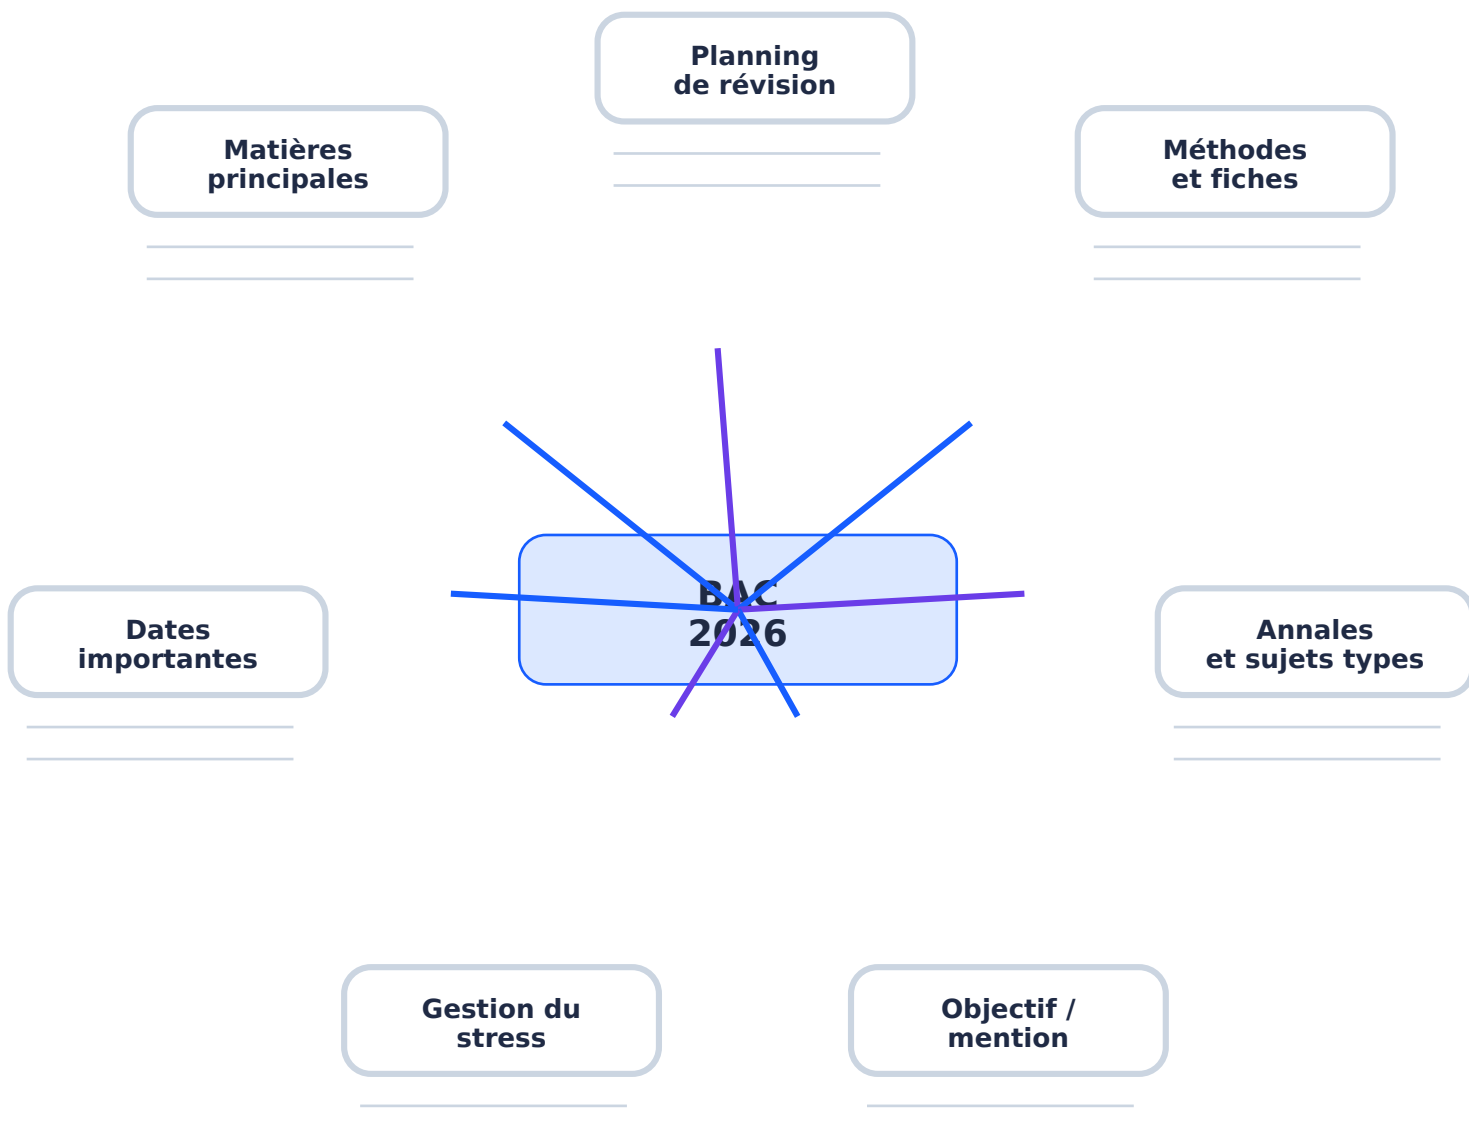 Planning
de révision
Matières
principales
Méthodes
et fiches
BAC
2026
Dates
importantes
Annales
et sujets types
Gestion du
stress
Objectif /
mention